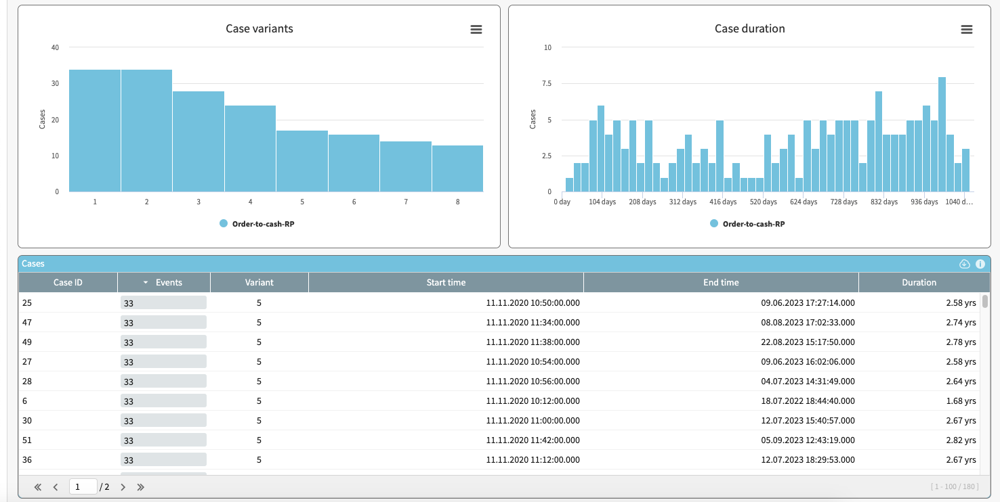 Case variants
40
30
20
10
0
Cases
1 2 3 4 5 6 7 8
Order-to-cash-RP
Case duration
10
7.5
5
2.5
0
Cases
0 day 104 days 208 days 312 days 416 days 520 days 624 days 728 days 832 days 936 days 1040 d…
Order-to-cash-RP
Cases
Case ID Events Variant Start time End time Duration
25 33 5 11.11.2020 10:50:00.000 09.06.2023 17:27:14.000 2.58 yrs
47 33 5 11.11.2020 11:34:00.000 08.08.2023 17:02:33.000 2.74 yrs
49 33 5 11.11.2020 11:38:00.000 22.08.2023 15:17:50.000 2.78 yrs
27 33 5 11.11.2020 10:54:00.000 09.06.2023 16:02:06.000 2.58 yrs
28 33 5 11.11.2020 10:56:00.000 04.07.2023 14:31:49.000 2.64 yrs
6 33 5 11.11.2020 10:12:00.000 18.07.2022 18:44:40.000 1.68 yrs
30 33 5 11.11.2020 11:00:00.000 12.07.2023 15:40:57.000 2.67 yrs
51 33 5 11.11.2020 11:42:00.000 05.09.2023 12:43:19.000 2.82 yrs
36 33 5 11.11.2020 11:12:00.000 12.07.2023 18:29:53.000 2.67 yrs
1 / 2
[ 1 - 100 / 180 ]